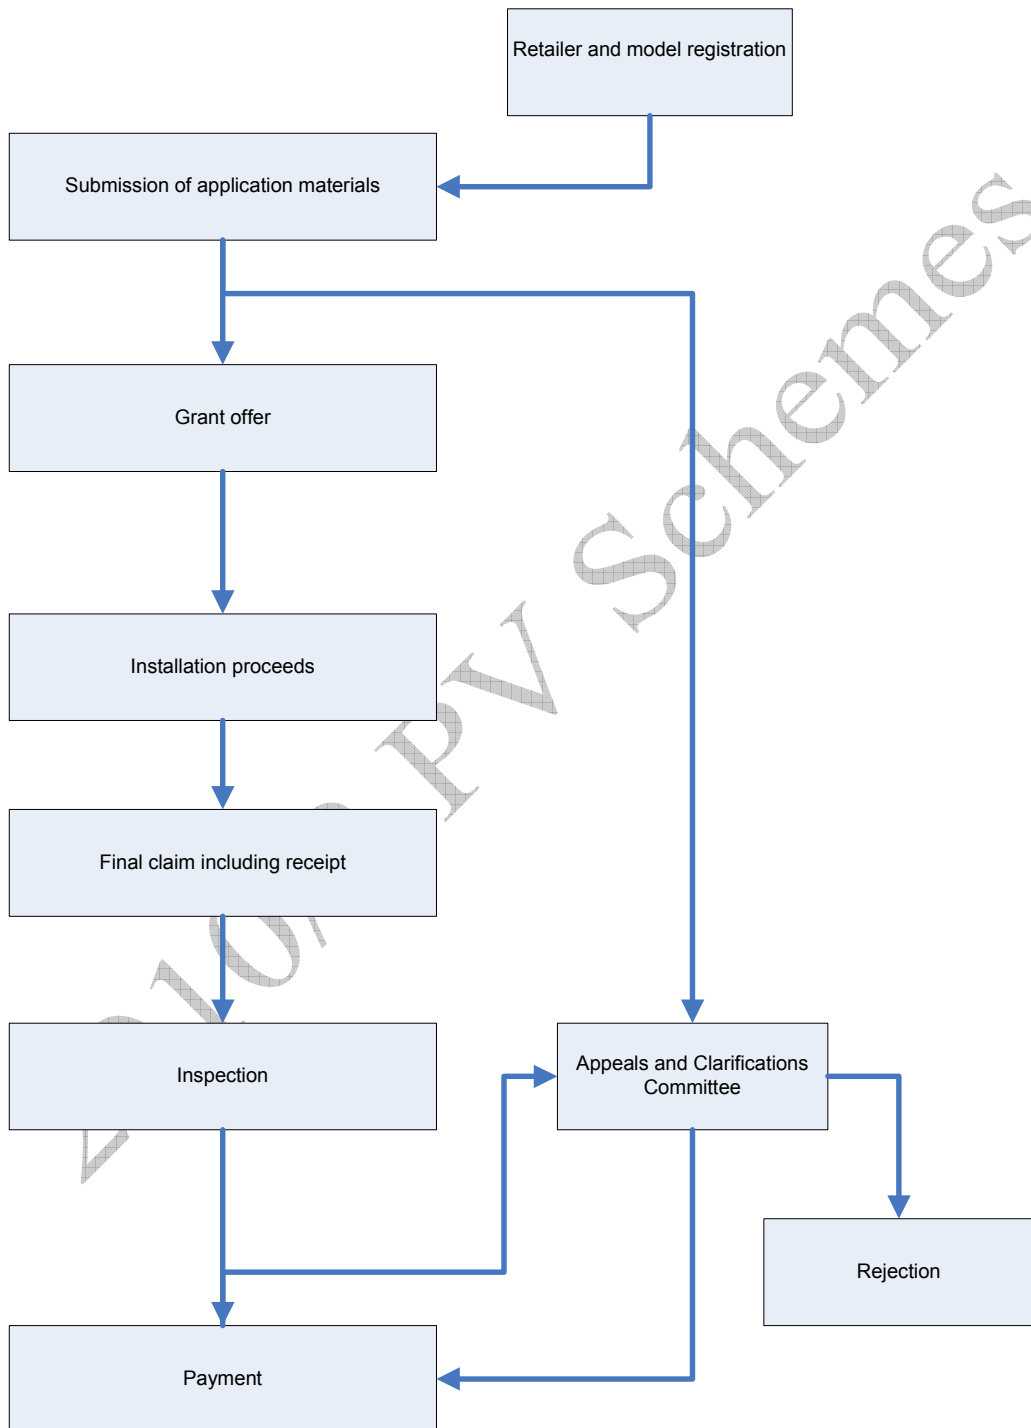 Retailer and model registration
Submission of application materials
Grant offer
Installation proceeds
Final claim including receipt
Inspection
Appeals and Clarifications
Committee
Rejection
Payment
PV Schemes